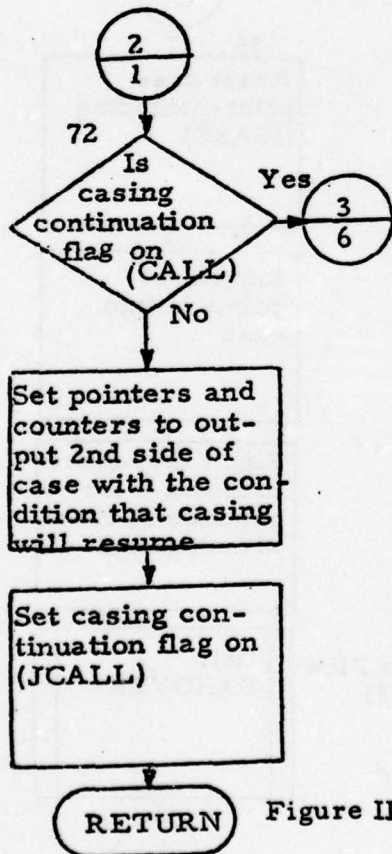 2
1
72
Is
casing
continuation
flag on
(CALL)
Yes
3
6
No
Set pointers and
counters to out-
put 2nd side of
case with the con-
dition that casing
will resume
Set casing con-
tinuation flag on
(JCALL)
RETURN
Figure II